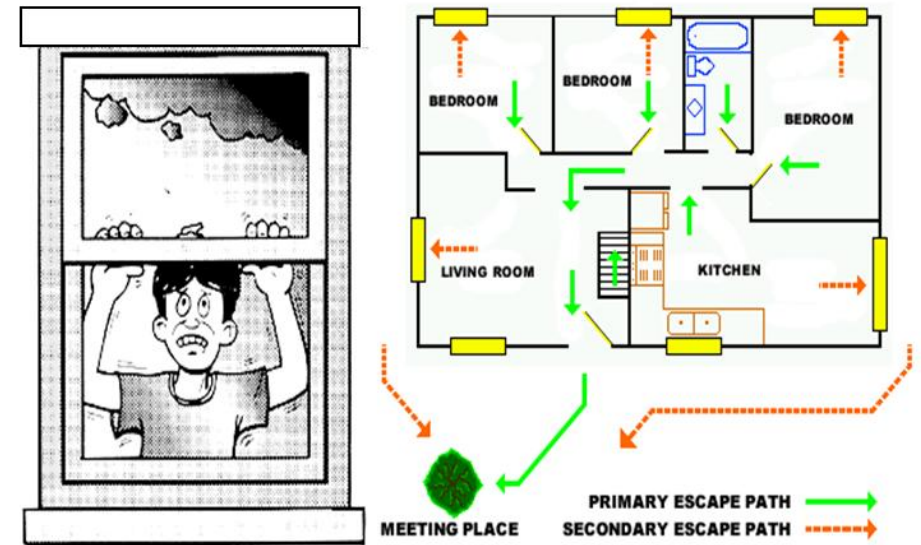 BEDROOM
BEDROOM
BEDROOM
LIVING ROOM
KITCHEN
MEETING PLACE
PRIMARY ESCAPE PATH
SECONDARY ESCAPE PATH